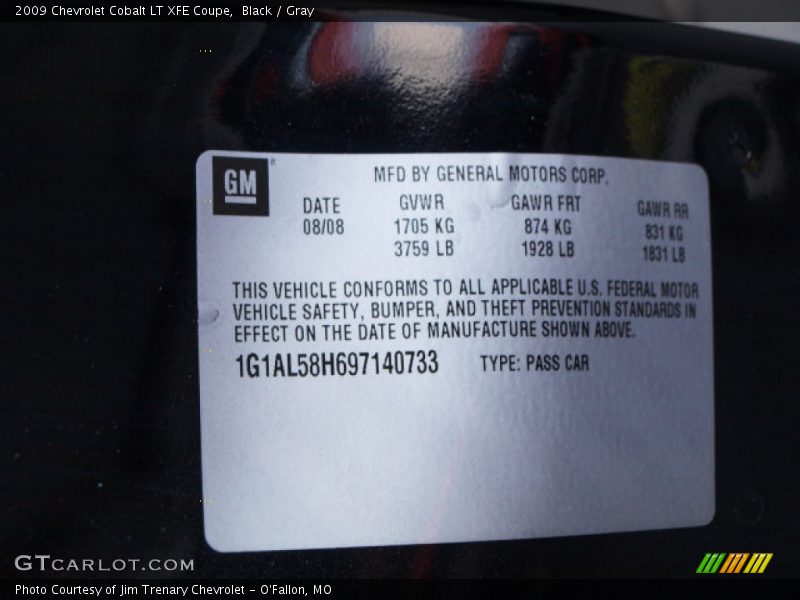 2009 Chevrolet Cobalt LT XFE Coupe, Black / Gray
GM ®
MFD BY GENERAL MOTORS CORP.
DATE GVWR GAWR FRT GAWR RR
08/08 1705 KG 874 KG 831 KG
3759 LB 1928 LB 1831 LB
THIS VEHICLE CONFORMS TO ALL APPLICABLE U.S. FEDERAL MOTOR
VEHICLE SAFETY, BUMPER, AND THEFT PREVENTION STANDARDS IN
EFFECT ON THE DATE OF MANUFACTURE SHOWN ABOVE.
1G1AL58H697140733 TYPE: PASS CAR
GTCARLOT.COM
Photo Courtesy of Jim Trenary Chevrolet - O'Fallon, MO